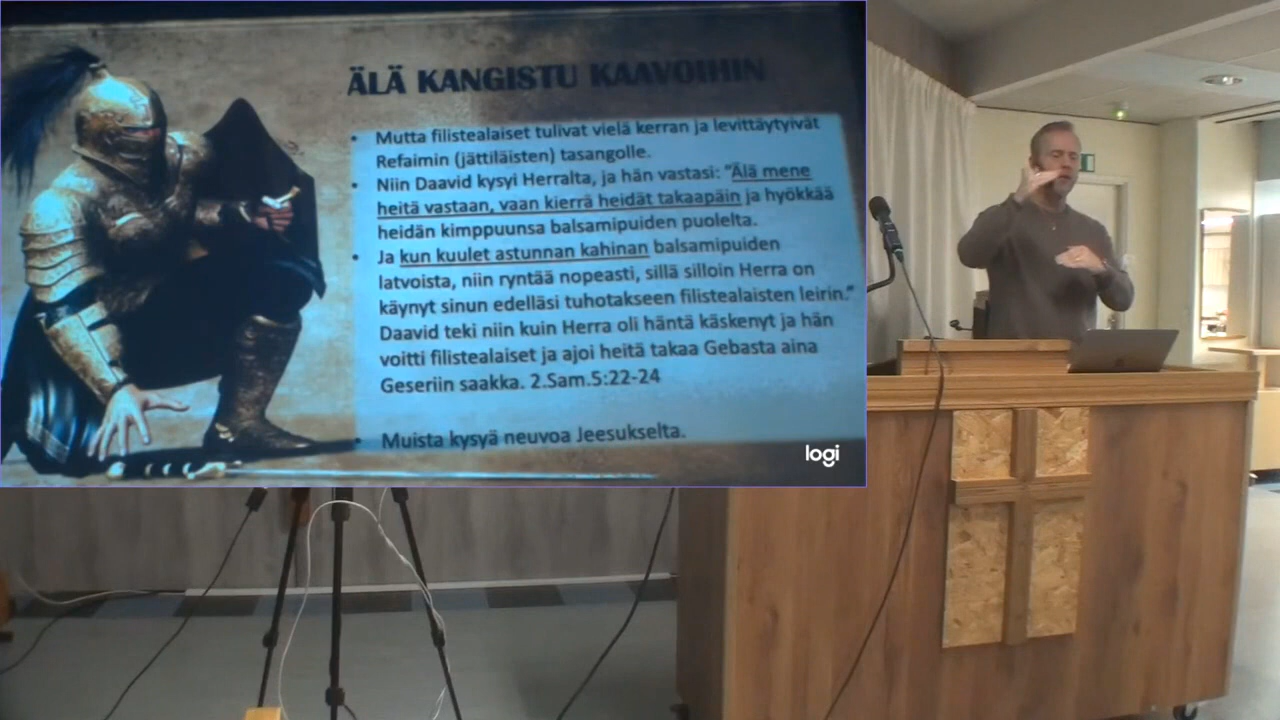 ÄLÄ KANGISTU KAAVOIHIN
• Mutta filistealaiset tulivat vielä kerran ja levittäytyivät
Refaimin (jättiläisten) tasangolle.
• Niin Daavid kysyi Herralta, ja hän vastasi: "Älä mene
heitä vastaan, vaan kierrä heidät takaapäin ja hyökkää
heidän kimppuunsa balsamipuiden puolelta.
• Ja kun kuulet astunnan kahinan balsamipuiden
latvoista, niin ryntää nopeasti, sillä silloin Herra on
käynyt sinun edelläsi tuhotakseen filistealaisten leirin."
Daavid teki niin kuin Herra oli häntä käskenyt ja hän
voitti filistealaiset ja ajoi heitä takaa Gebasta aina
Geseriin saakka. 2.Sam.5:22-24
• Muista kysyä neuvoa Jeesukselta.
logi